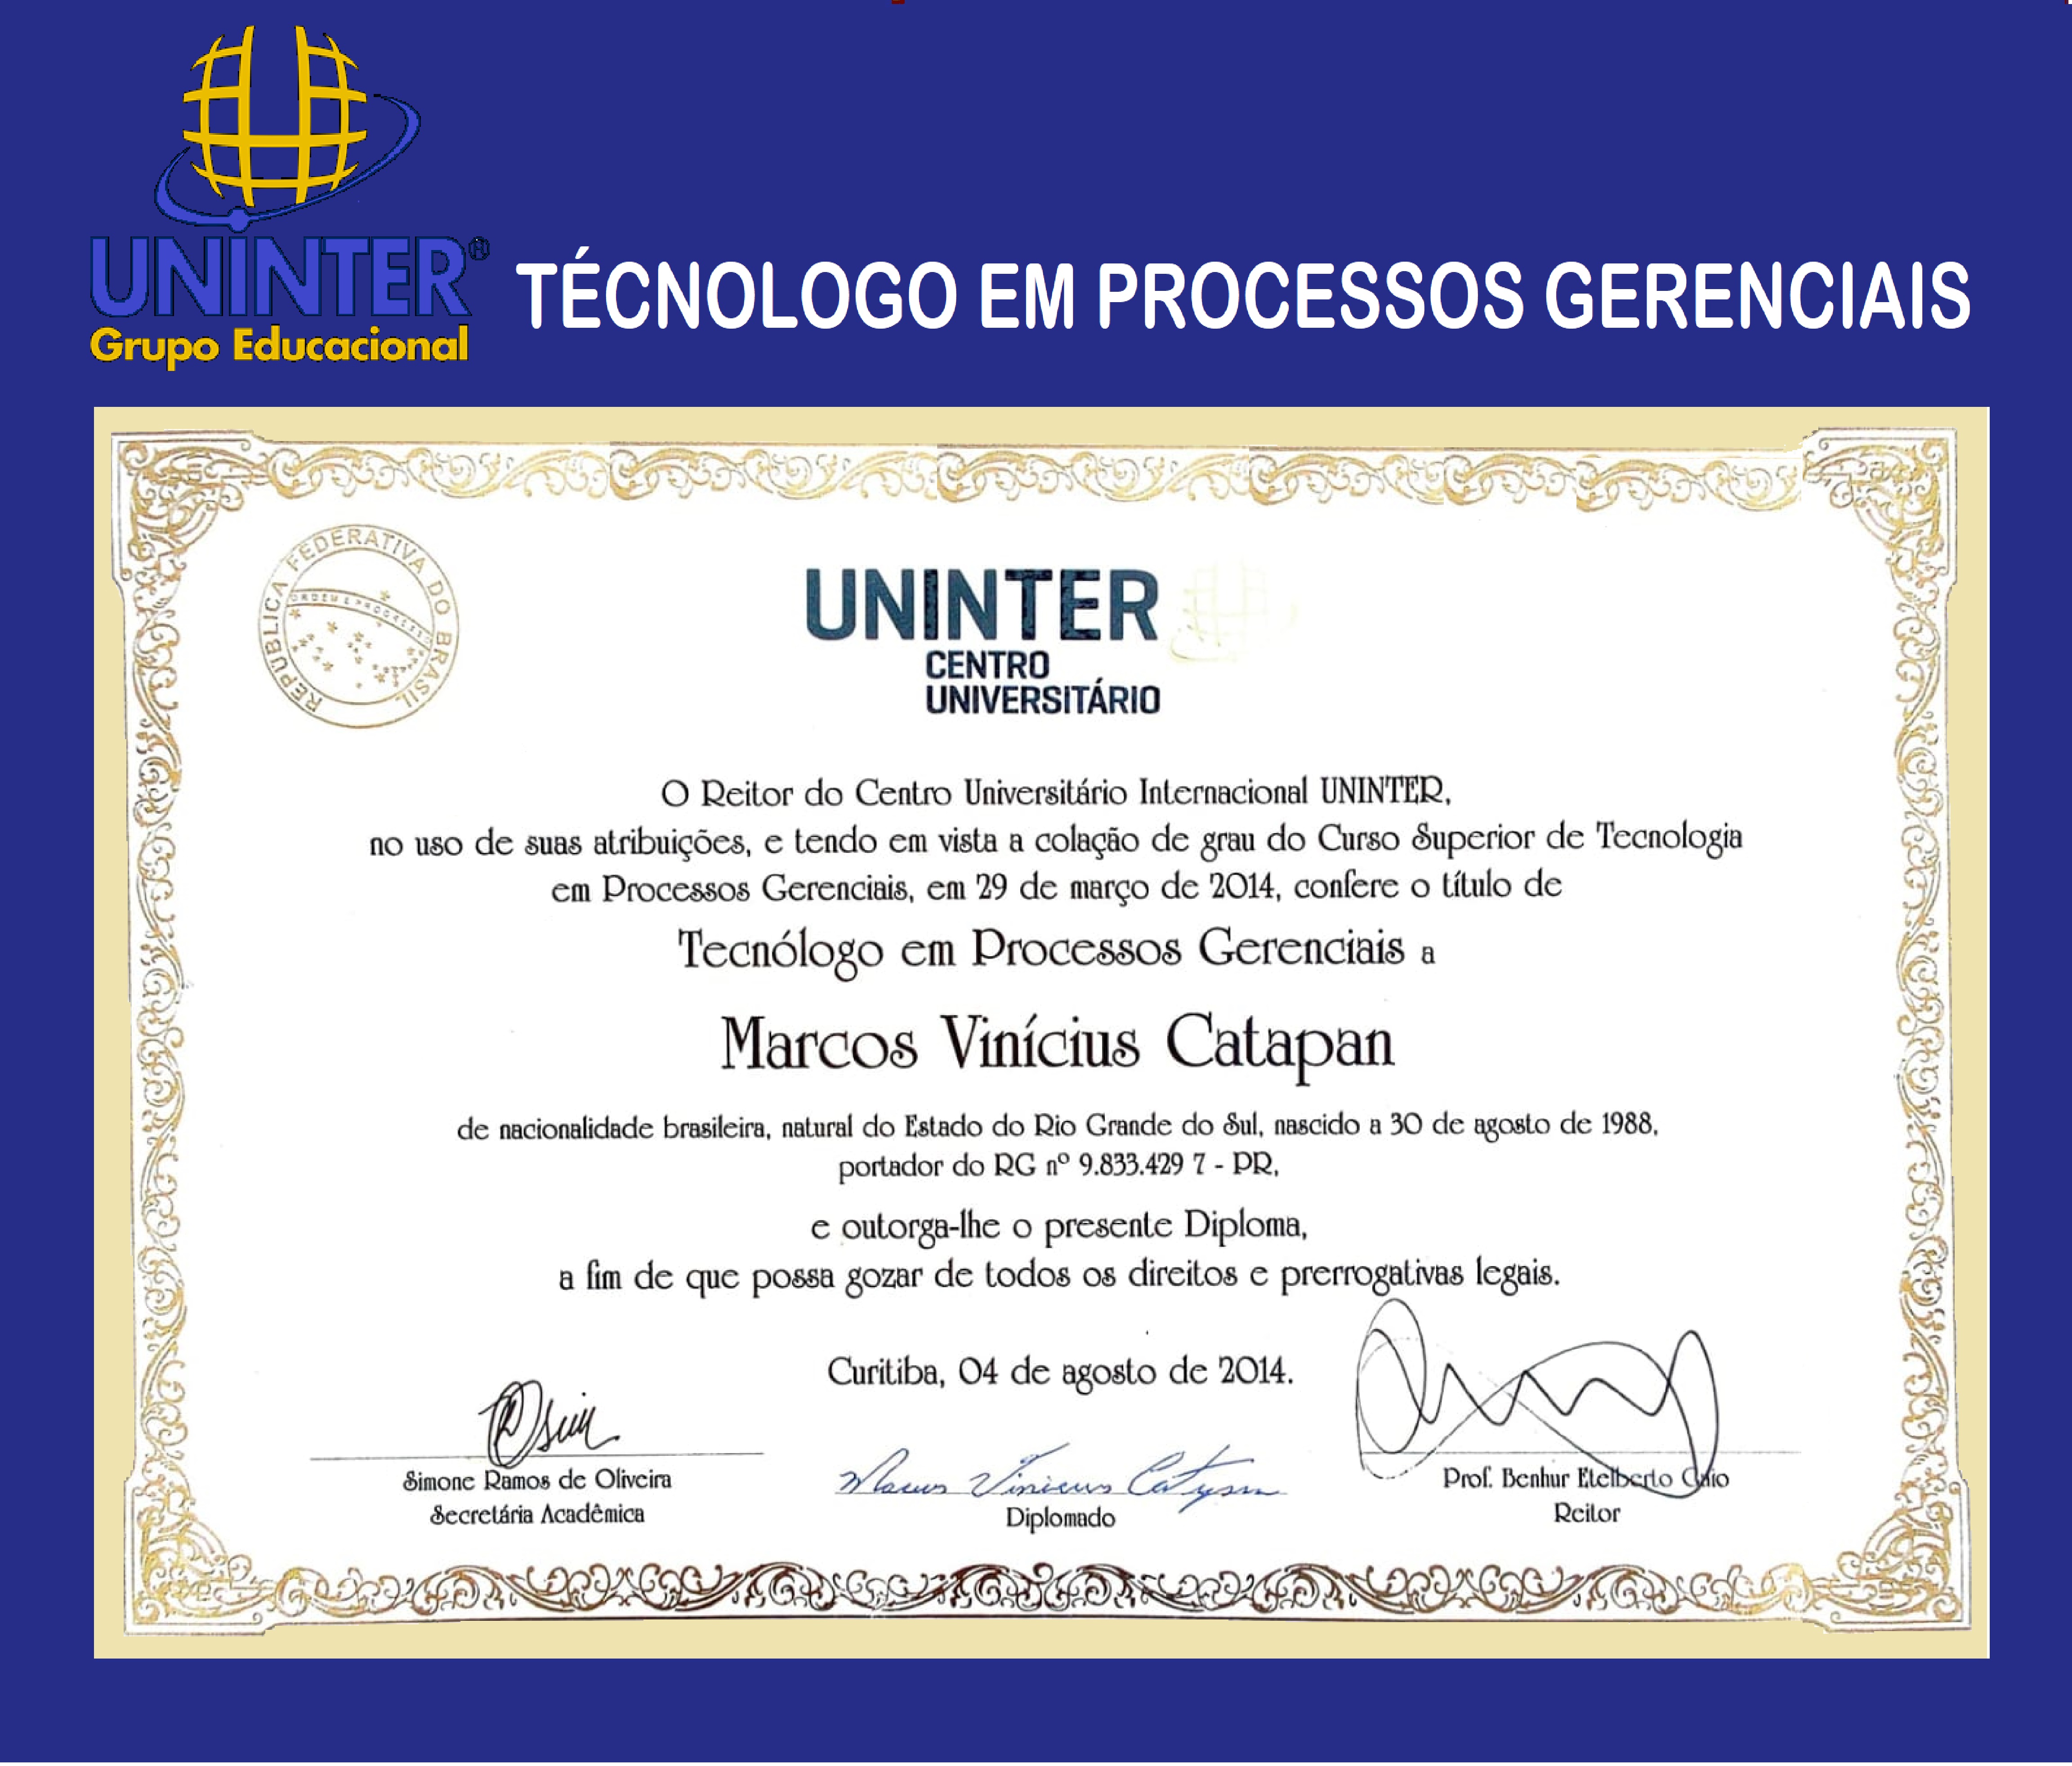 UNINTER®
Grupo Educacional
TÉCNOLOGO EM PROCESSOS GERENCIAIS
REPÚBLICA FEDERATIVA DO BRASIL
ORDEM E PROGRESSO
UNINTER
CENTRO
UNIVERSITÁRIO
O Reitor do Centro Universitário Internacional UNINTER,
no uso de suas atribuições, e tendo em vista a colação de grau do Curso Superior de Tecnologia
em Processos Gerenciais, em 29 de março de 2014, confere o título de
Tecnólogo em Processos Gerenciais a
Marcos Vinícius Catapan
de nacionalidade brasileira, natural do Estado do Rio Grande do Sul, nascido a 30 de agosto de 1988,
portador do RG nº 9.833.429 7 - PR,
e outorga-lhe o presente Diploma,
a fim de que possa gozar de todos os direitos e prerrogativas legais.
Curitiba, 04 de agosto de 2014.
Simone Ramos de Oliveira
Secretária Acadêmica
Marcos Vinicius Catapan
Diplomado
Prof. Benhur Etelberto Gaio
Reitor